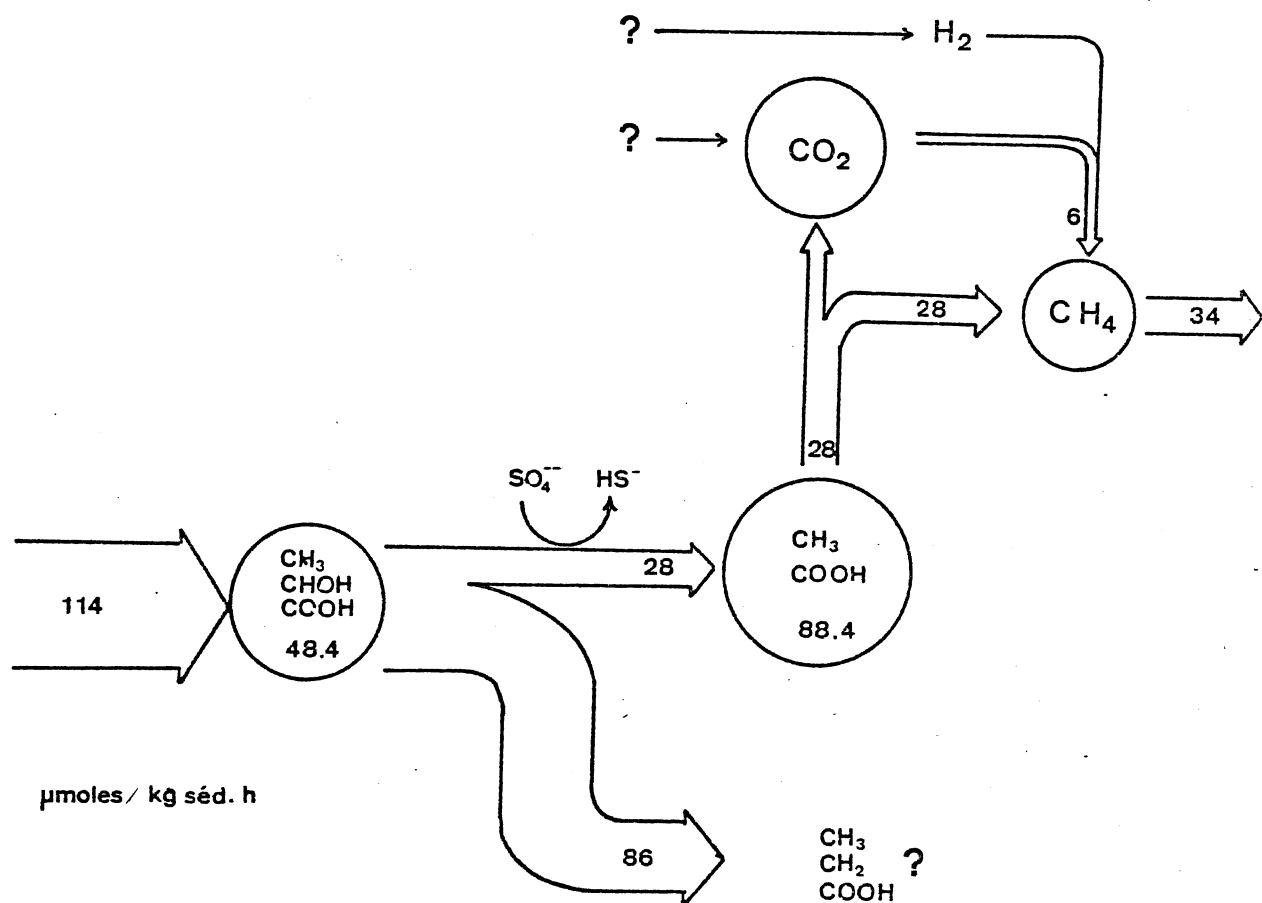 ? H₂
? CO₂
6
28 CH₄ 34
28
SO₄⁻⁻ HS⁻
CH₃
CHOH
COOH
48.4
114
28
CH₃
COOH
88.4
µmoles/ kg séd. h
86
CH₃
CH₂
COOH
?